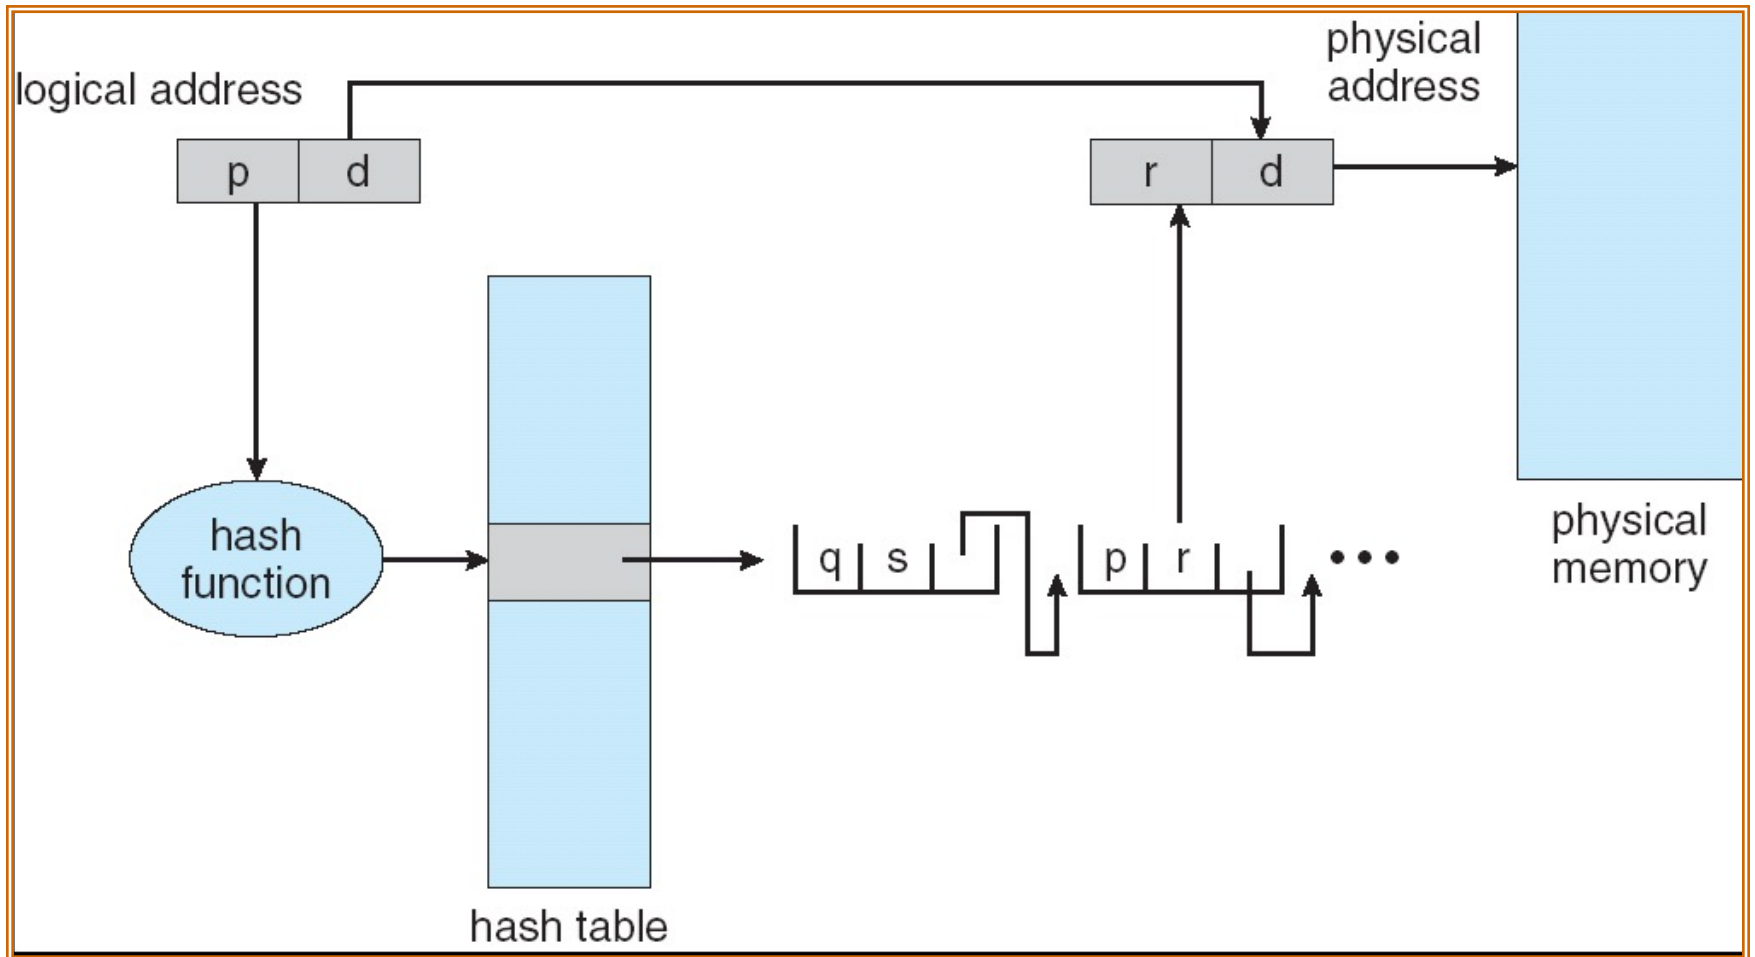 logical address
physical
address
p d
r d
hash
function
q s
p r
•••
physical
memory
hash table